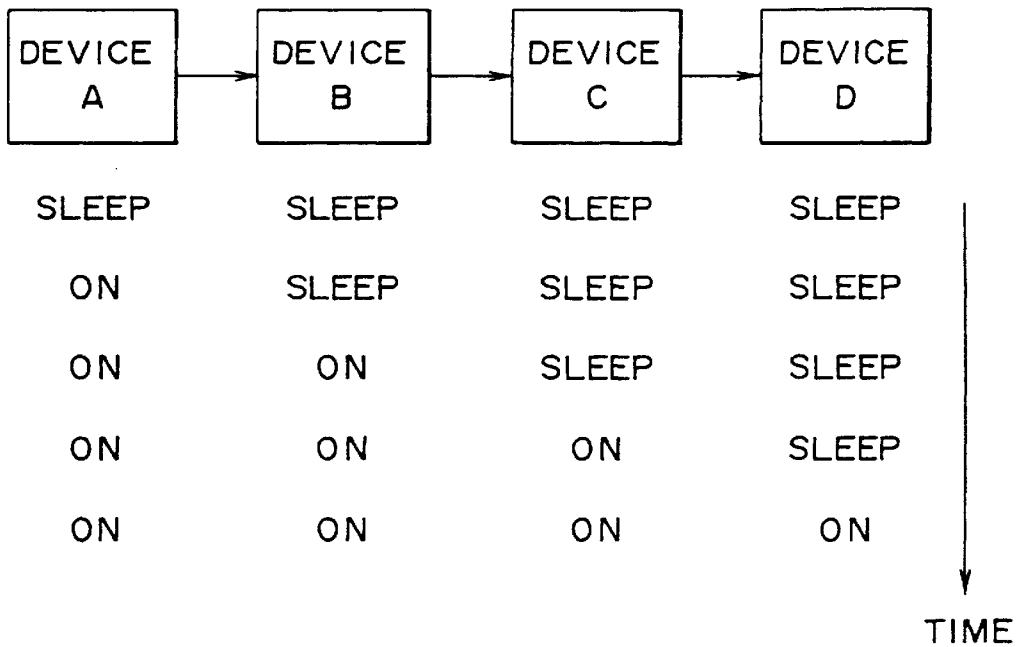 DEVICE DEVICE DEVICE DEVICE
A B C D
SLEEP SLEEP SLEEP SLEEP
ON SLEEP SLEEP SLEEP
ON ON SLEEP SLEEP
ON ON ON SLEEP
ON ON ON ON
TIME